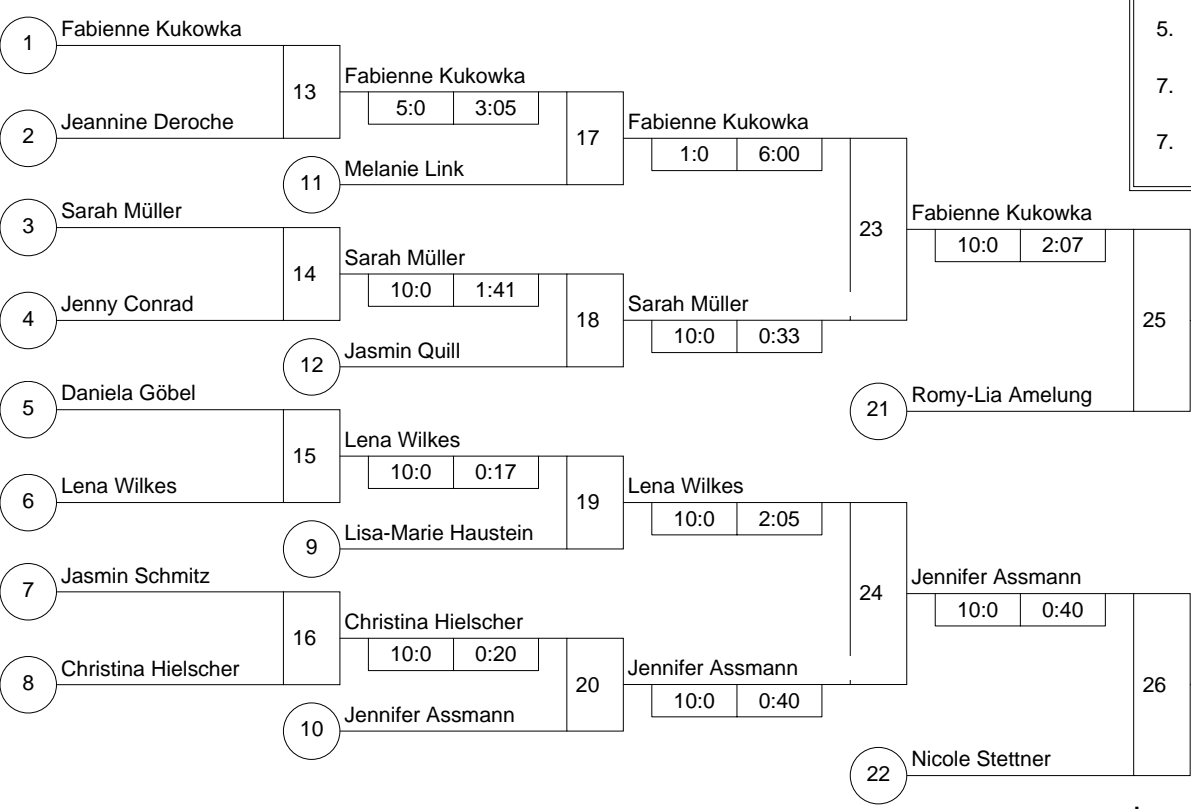 5.
1 Fabienne Kukowka
13 Fabienne Kukowka
5:0 3:05
7.
2 Jeannine Deroche
17 Fabienne Kukowka
1:0 6:00
7.
11 Melanie Link
3 Sarah Müller
23 Fabienne Kukowka
10:0 2:07
14 Sarah Müller
10:0 1:41
4 Jenny Conrad
18 Sarah Müller
10:0 0:33
25
12 Jasmin Quill
5 Daniela Göbel
21 Romy-Lia Amelung
15 Lena Wilkes
10:0 0:17
6 Lena Wilkes
19 Lena Wilkes
10:0 2:05
9 Lisa-Marie Haustein
7 Jasmin Schmitz
24 Jennifer Assmann
10:0 0:40
16 Christina Hielscher
10:0 0:20
8 Christina Hielscher
20 Jennifer Assmann
10:0 0:40
26
10 Jennifer Assmann
22 Nicole Stettner